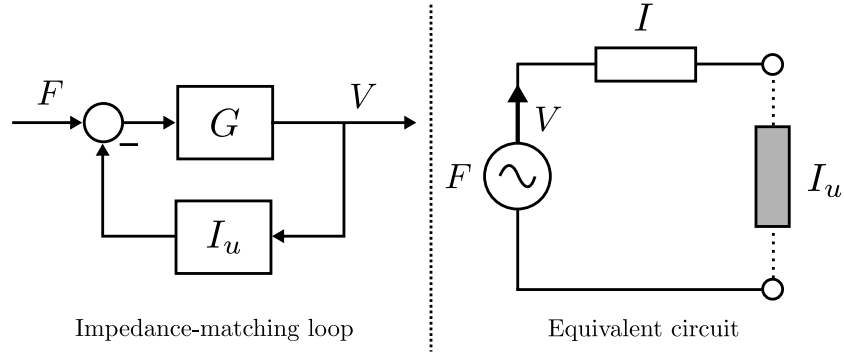 F
G
V
−
I_u
Impedance-matching loop
I
V
F
I_u
Equivalent circuit